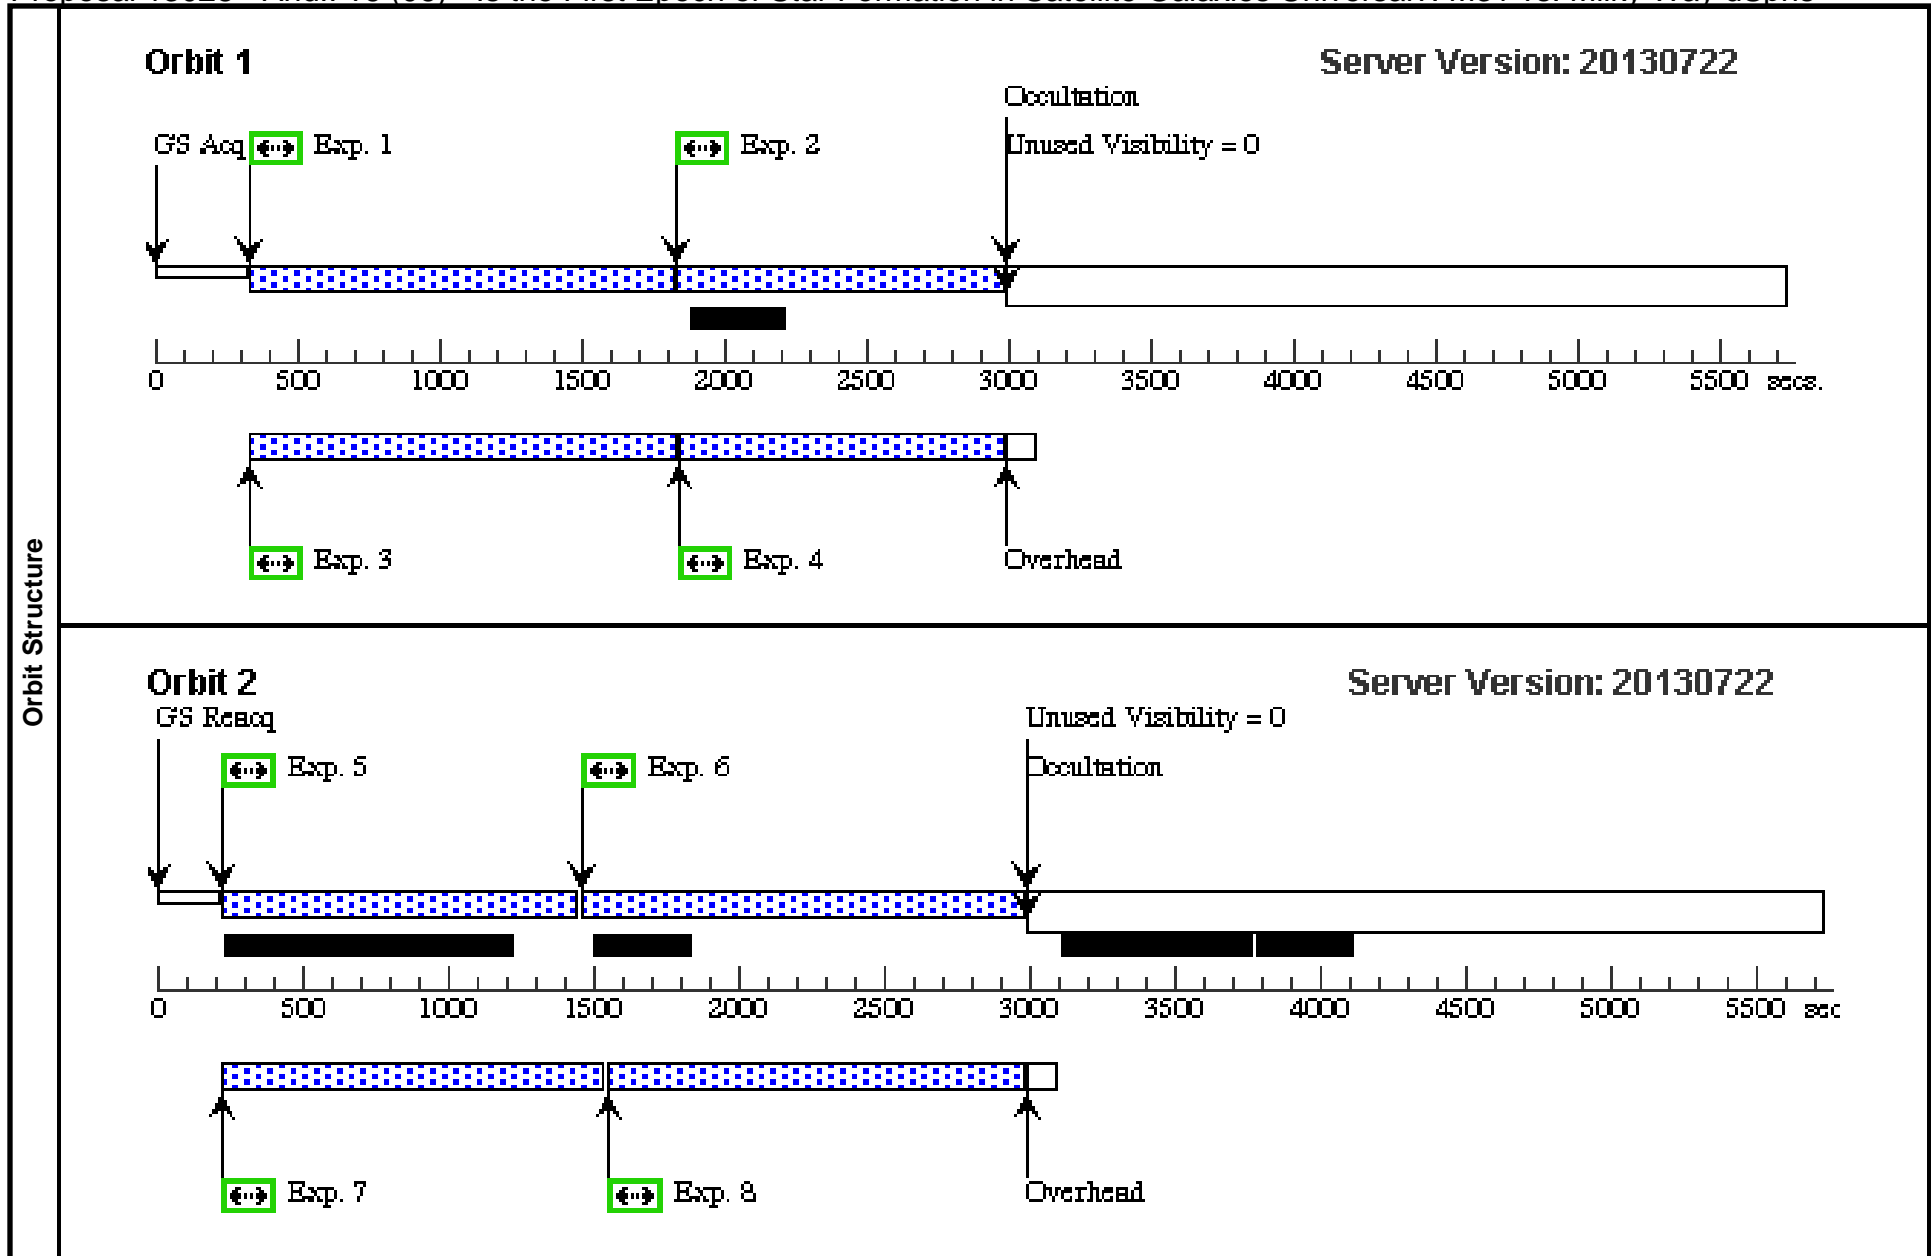 Orbit Structure
Orbit 1
Server Version: 20130722
Occultation
GS Acq Exp. 1 Exp. 2 Unused Visibility = 0
0 500 1000 1500 2000 2500 3000 3500 4000 4500 5000 5500 secs.
Exp. 3 Exp. 4 Overhead
Orbit 2
Server Version: 20130722
GS Reacq Unused Visibility = 0
Exp. 5 Exp. 6 Occultation
0 500 1000 1500 2000 2500 3000 3500 4000 4500 5000 5500 sec
Exp. 7 Exp. 8 Overhead